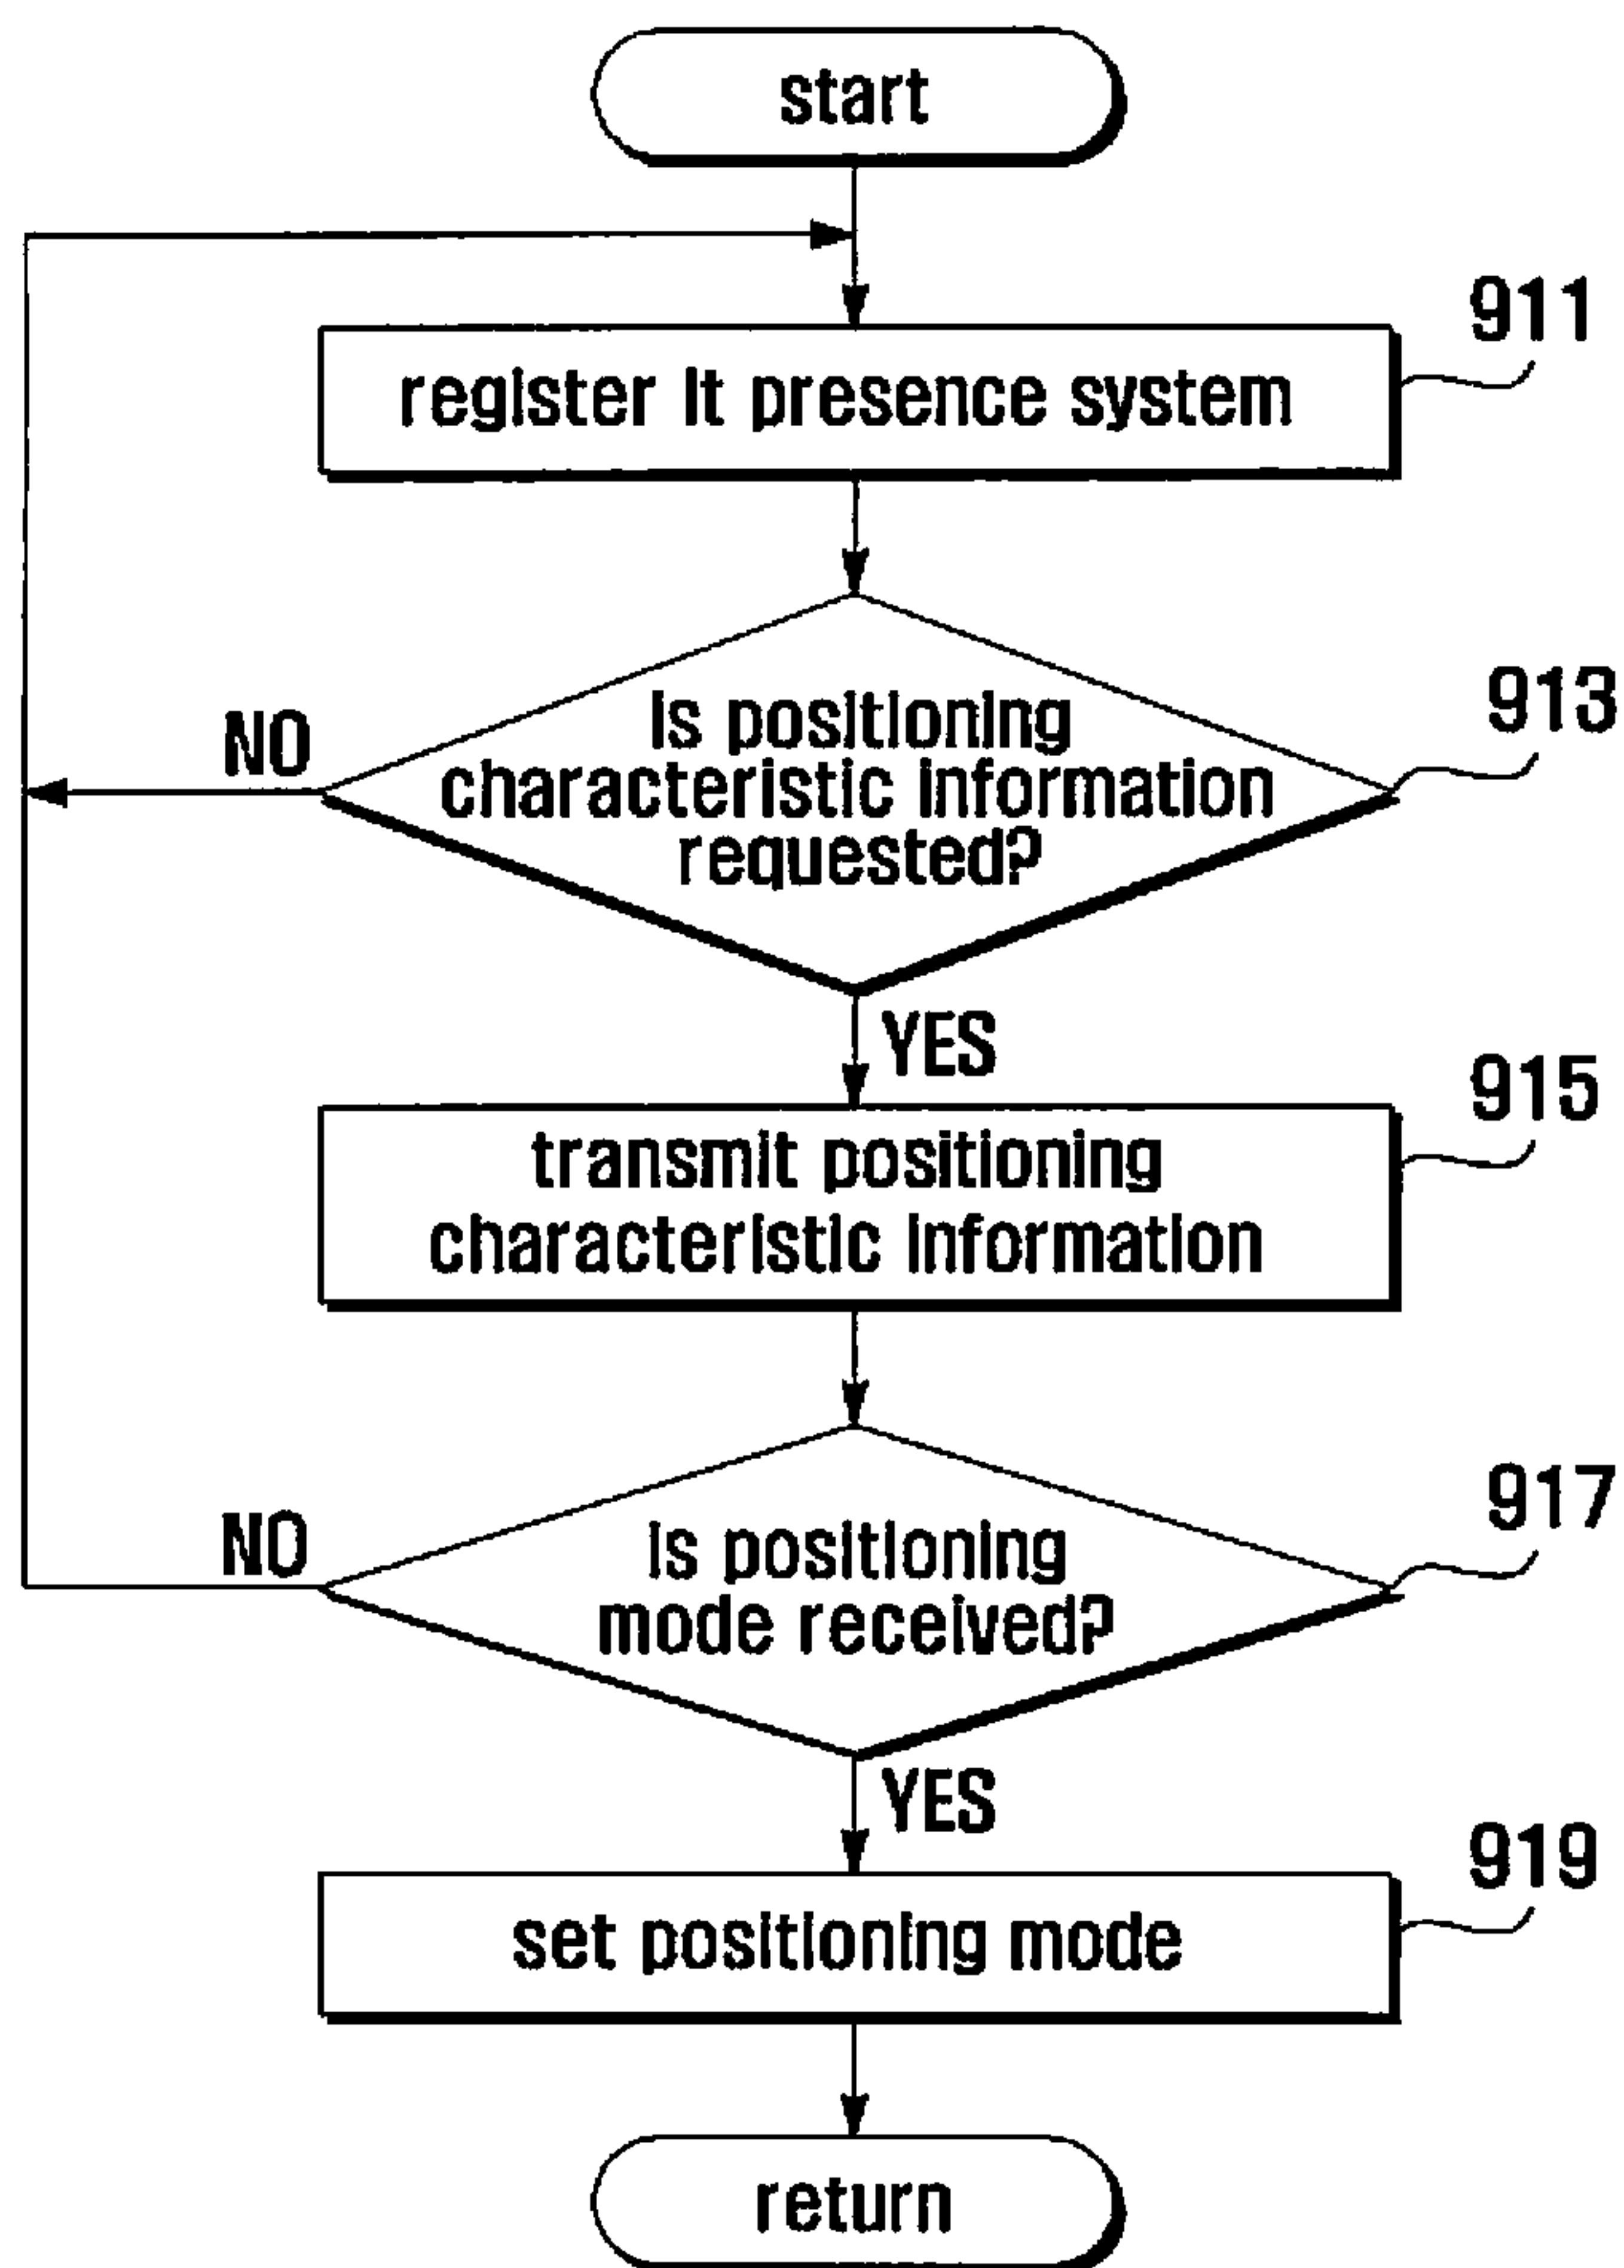 start
911
register it presence system
913
NO
is positioning
characteristic information
requested?
YES
915
transmit positioning
characteristic information
917
NO
is positioning
mode received?
YES
919
set positioning mode
return